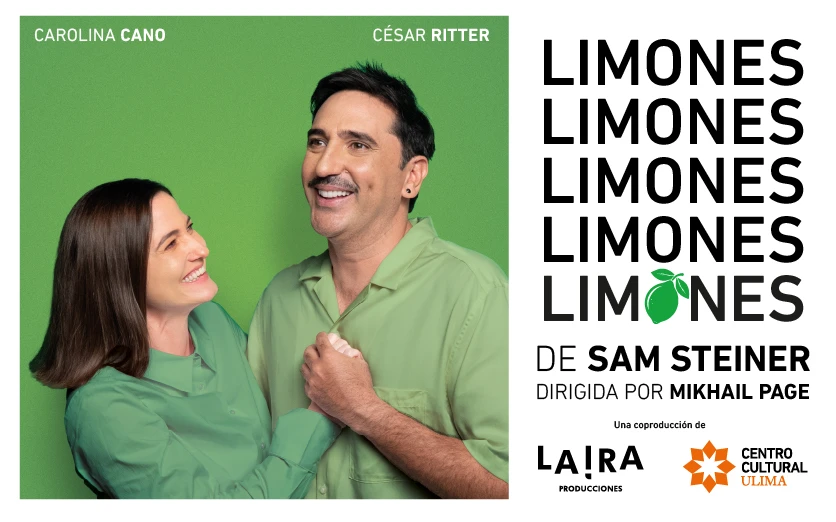 CAROLINA CANO
CÉSAR RITTER
LIMONES
LIMONES
LIMONES
LIMONES
LIMONES
DE SAM STEINER
DIRIGIDA POR MIKHAIL PAGE
Una coproducción de
LA!RA
PRODUCCIONES
CENTRO
CULTURAL
ULIMA